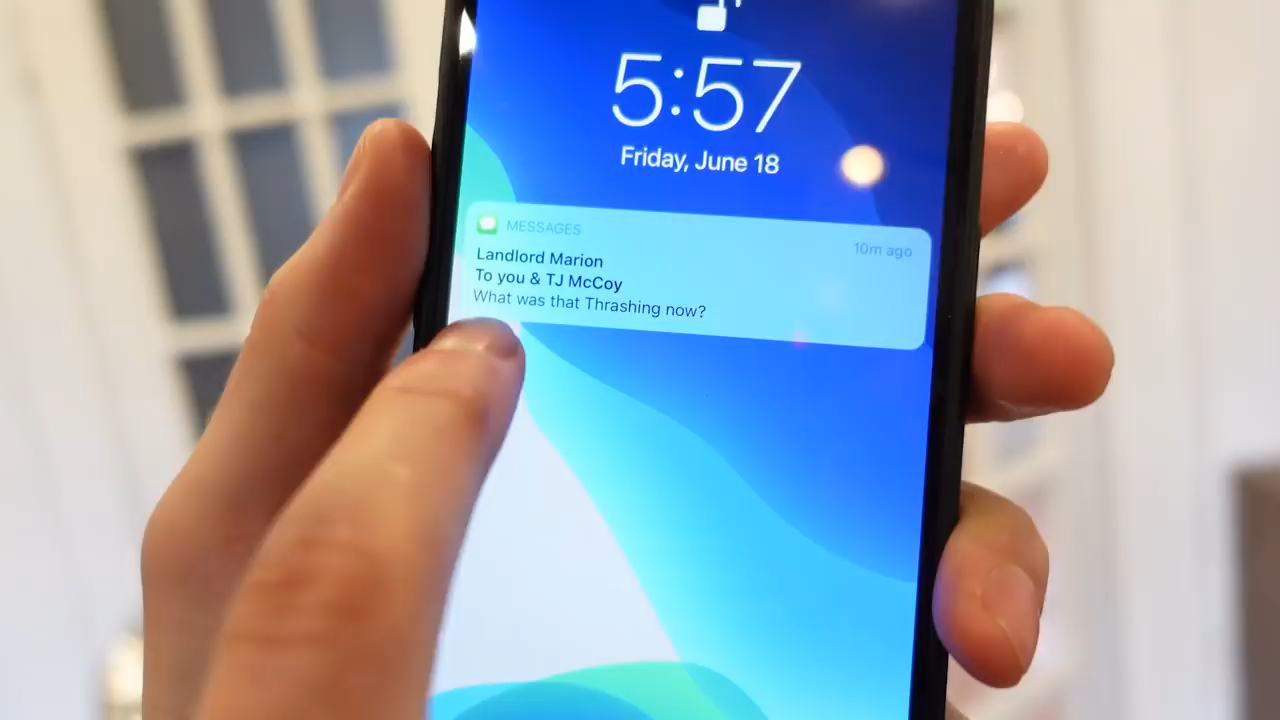 5:57
Friday, June 18
MESSAGES
10m ago
Landlord Marion
To you & TJ McCoy
What was that Thrashing now?